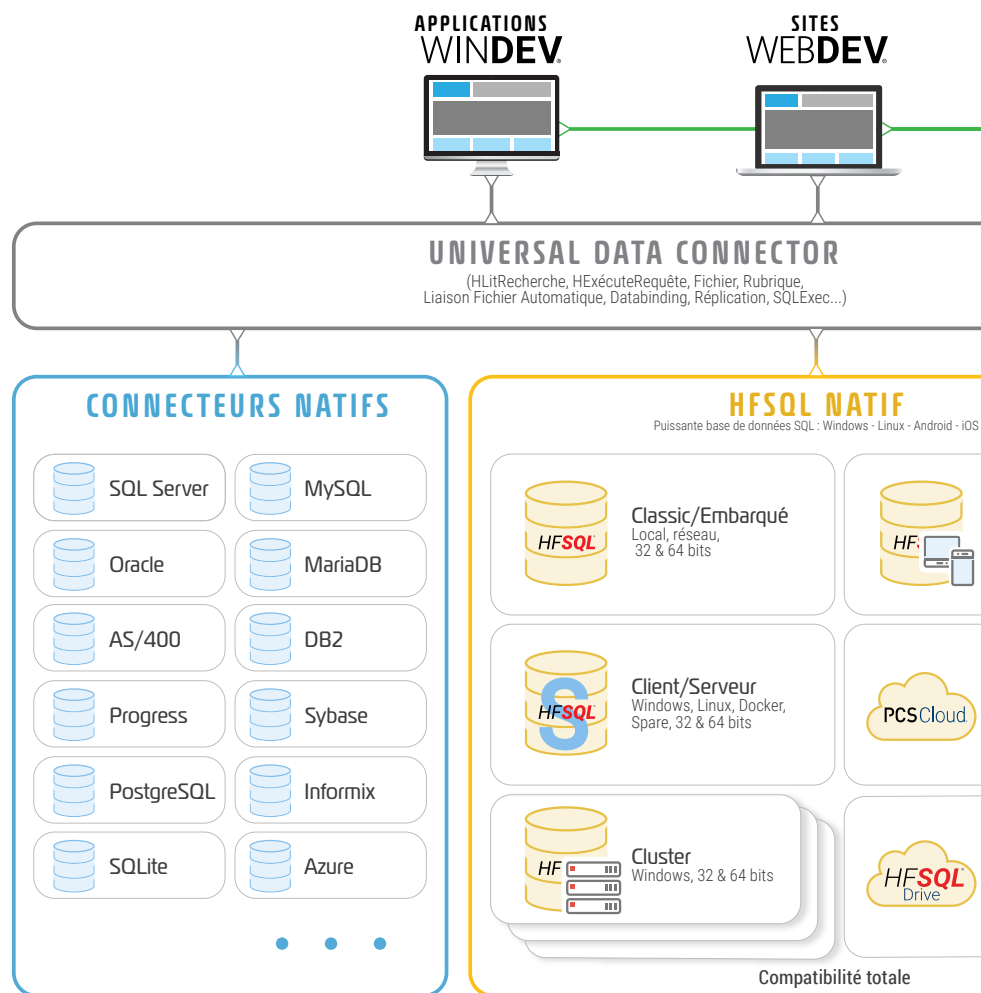 APPLICATIONS
WINDEV®
SITES
WEBDEV®
UNIVERSAL DATA CONNECTOR
(HLitRecherche, HExécuteRequête, Fichier, Rubrique,
Liaison Fichier Automatique, Databinding, Réplication, SQLExec...)
CONNECTEURS NATIFS
SQL Server
MySQL
Oracle
MariaDB
AS/400
DB2
Progress
Sybase
PostgreSQL
Informix
SQLite
Azure
HFSQL NATIF
Puissante base de données SQL : Windows - Linux - Android - iOS
HFSQL
Classic/Embarqué
Local, réseau,
32 & 64 bits
HFS
HFSQL
Client/Serveur
Windows, Linux, Docker,
Spare, 32 & 64 bits
PCSCloud
HF
Cluster
Windows, 32 & 64 bits
HFSQL
Drive
Compatibilité totale